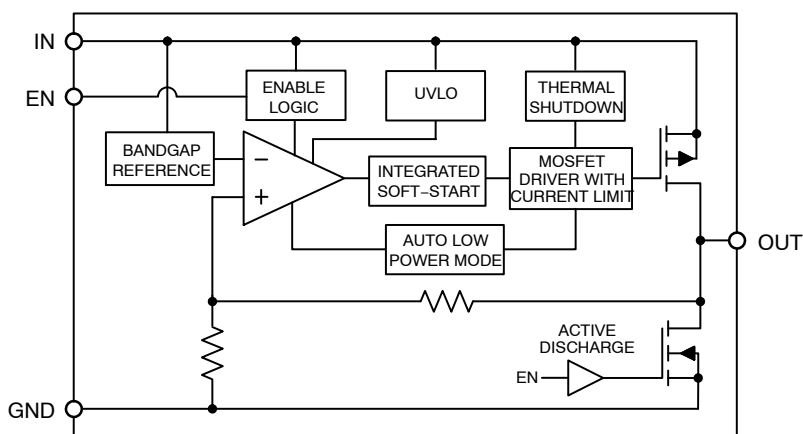 IN
EN
ENABLE
LOGIC
UVLO
THERMAL
SHUTDOWN
BANDGAP
REFERENCE
−
+
INTEGRATED
SOFT−START
MOSFET
DRIVER WITH
CURRENT LIMIT
AUTO LOW
POWER MODE
OUT
ACTIVE
DISCHARGE
EN
GND